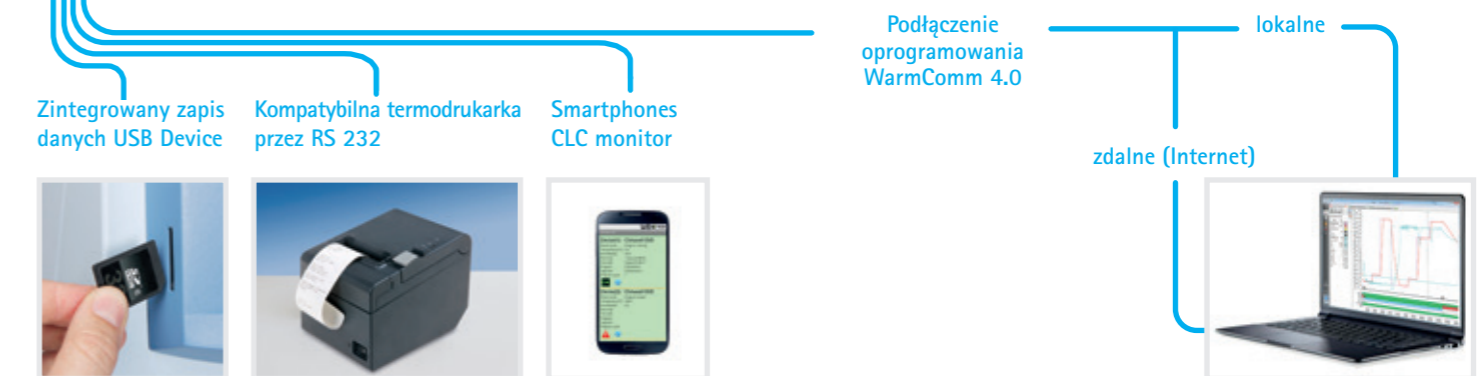 Podłączenie
oprogramowania
WarmComm 4.0
lokalne
Zintegrowany zapis
danych USB Device
Kompatybilna termodrukarka
przez RS 232
Smartphones
CLC monitor
zdalne (Internet)